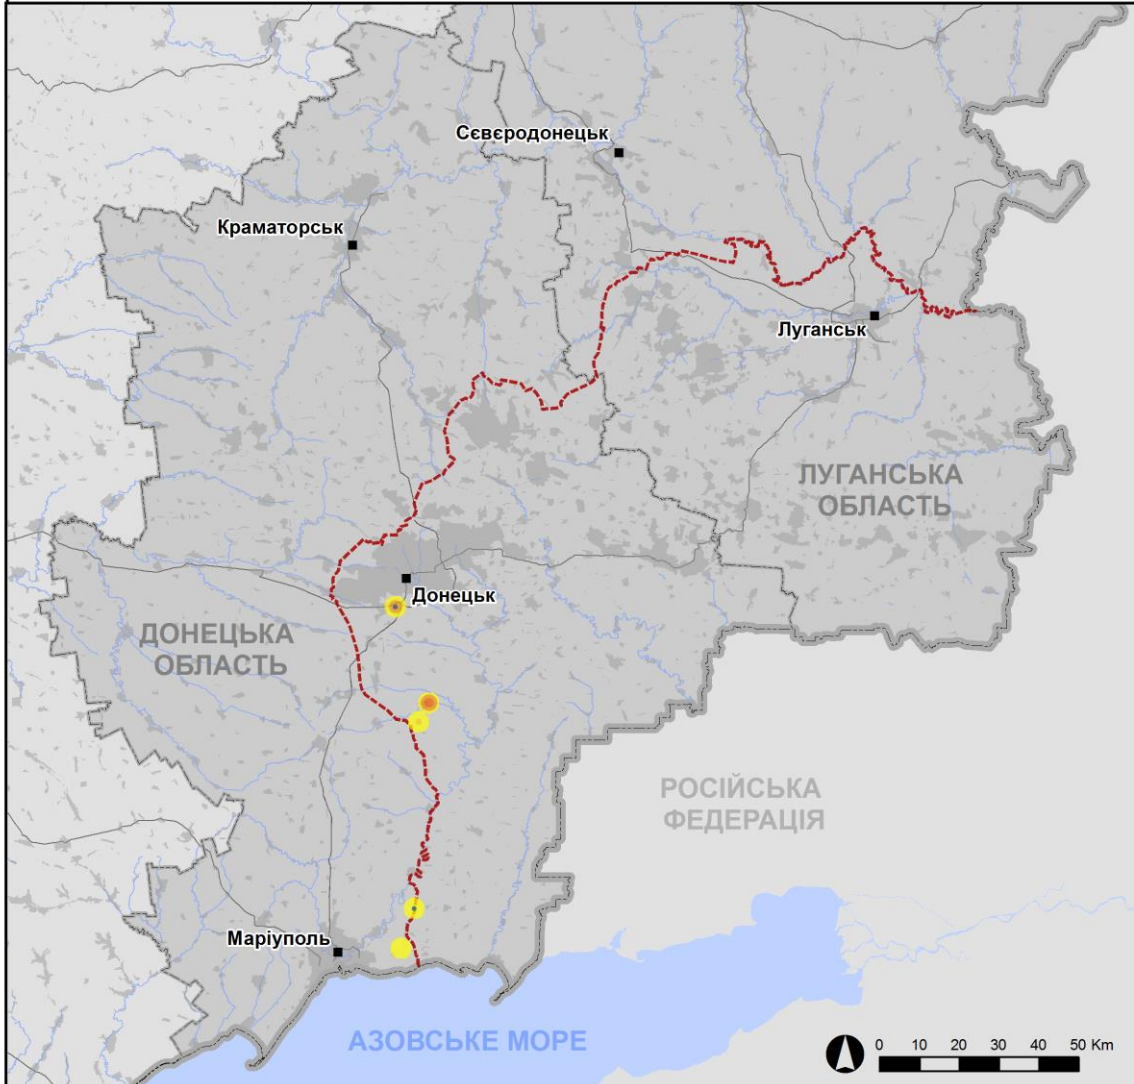 Сєвєродонецьк
Краматорськ
Луганськ
ЛУГАНСЬКА
ОБЛАСТЬ
Донецьк
ДОНЕЦЬКА
ОБЛАСТЬ
РОСІЙСЬКА
ФЕДЕРАЦІЯ
Маріуполь
АЗОВСЬКЕ МОРЕ
0 10 20 30 40 50 Km